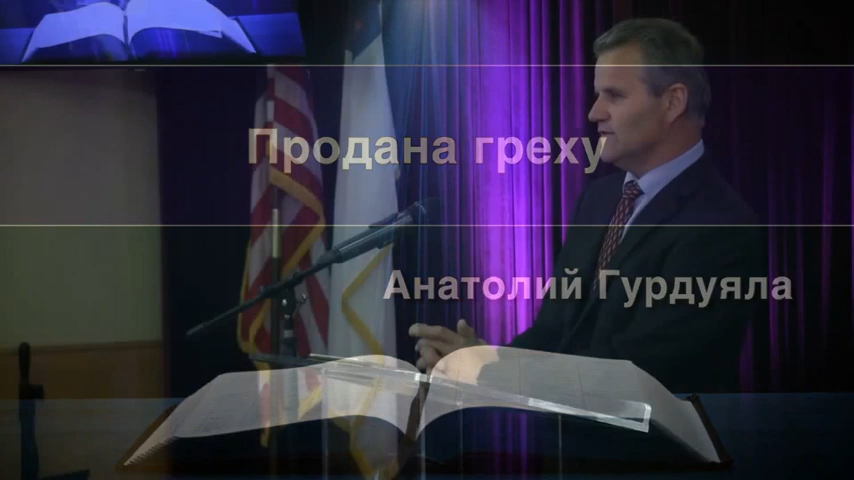 Продана греху
Анатолий Гурдуяла